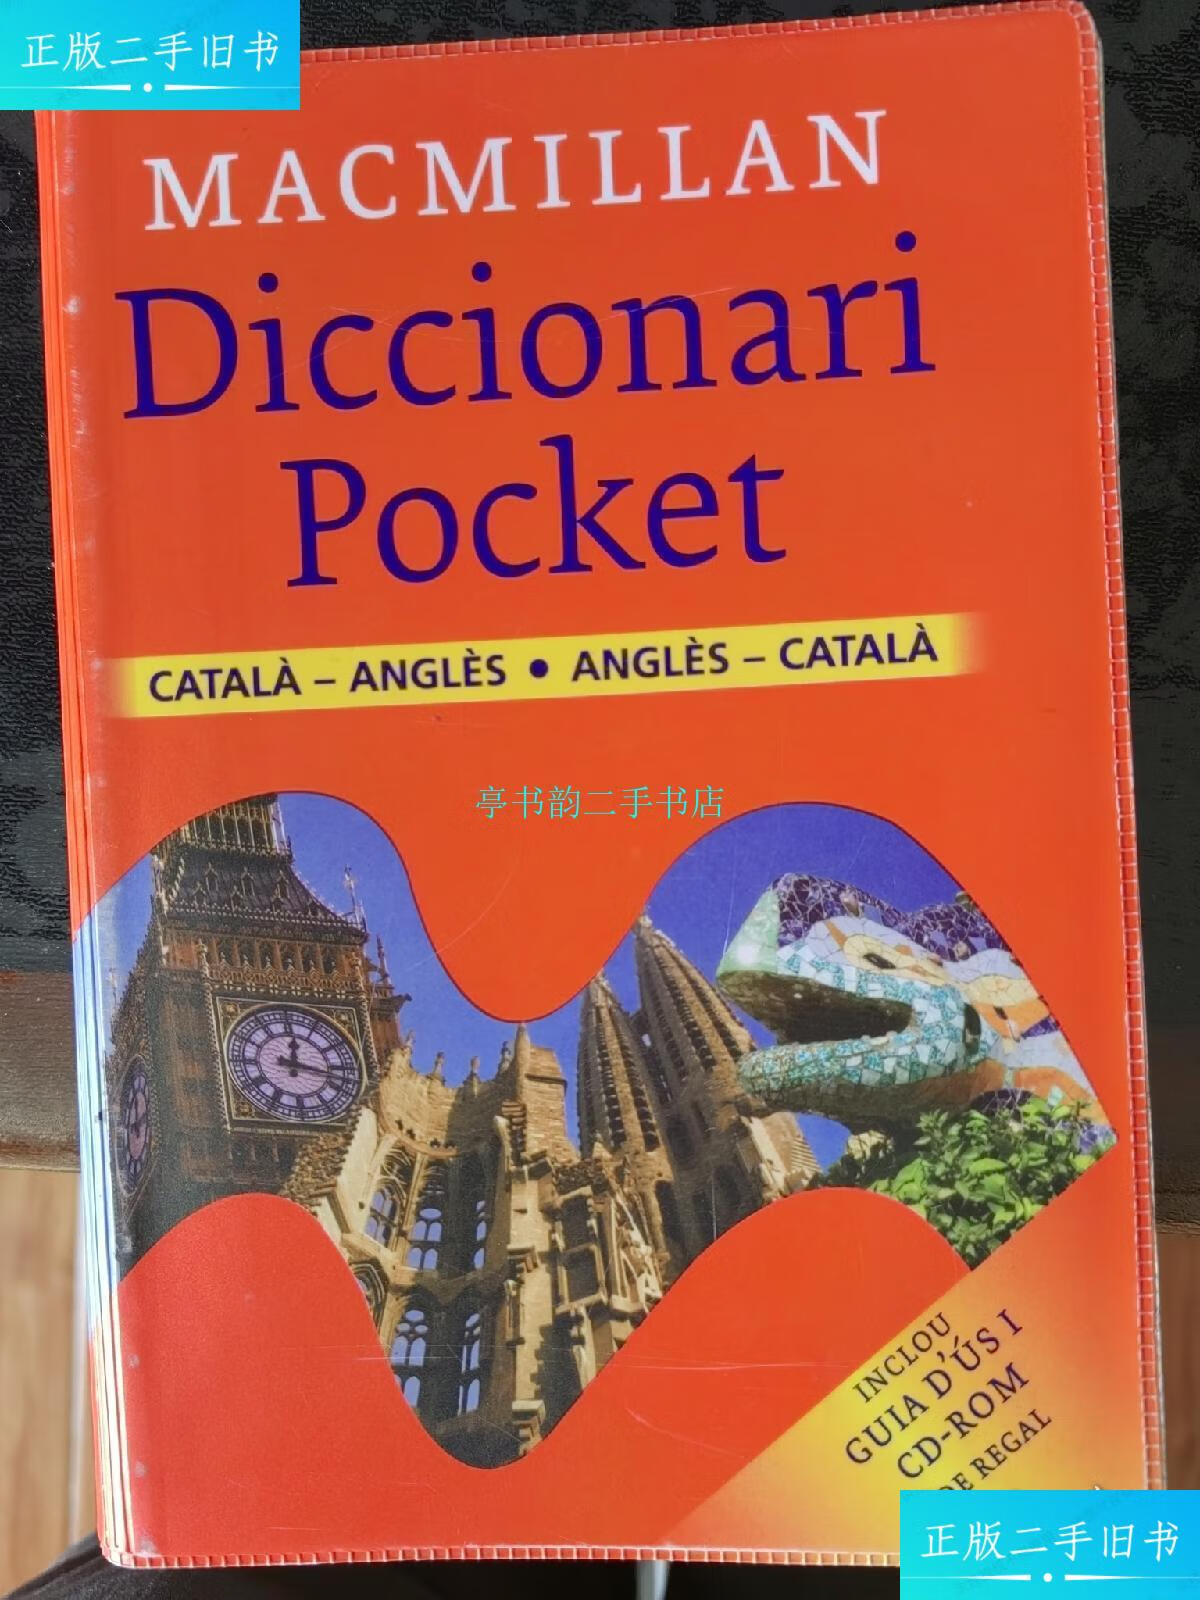 正版二手旧书
MACMILLAN
Diccionari
Pocket
CATALÀ – ANGLÈS • ANGLÈS – CATALÀ
亭书韵二手书店
INCLOU
GUIA D'ÚS I
CD-ROM
DE REGAL
正版二手旧书